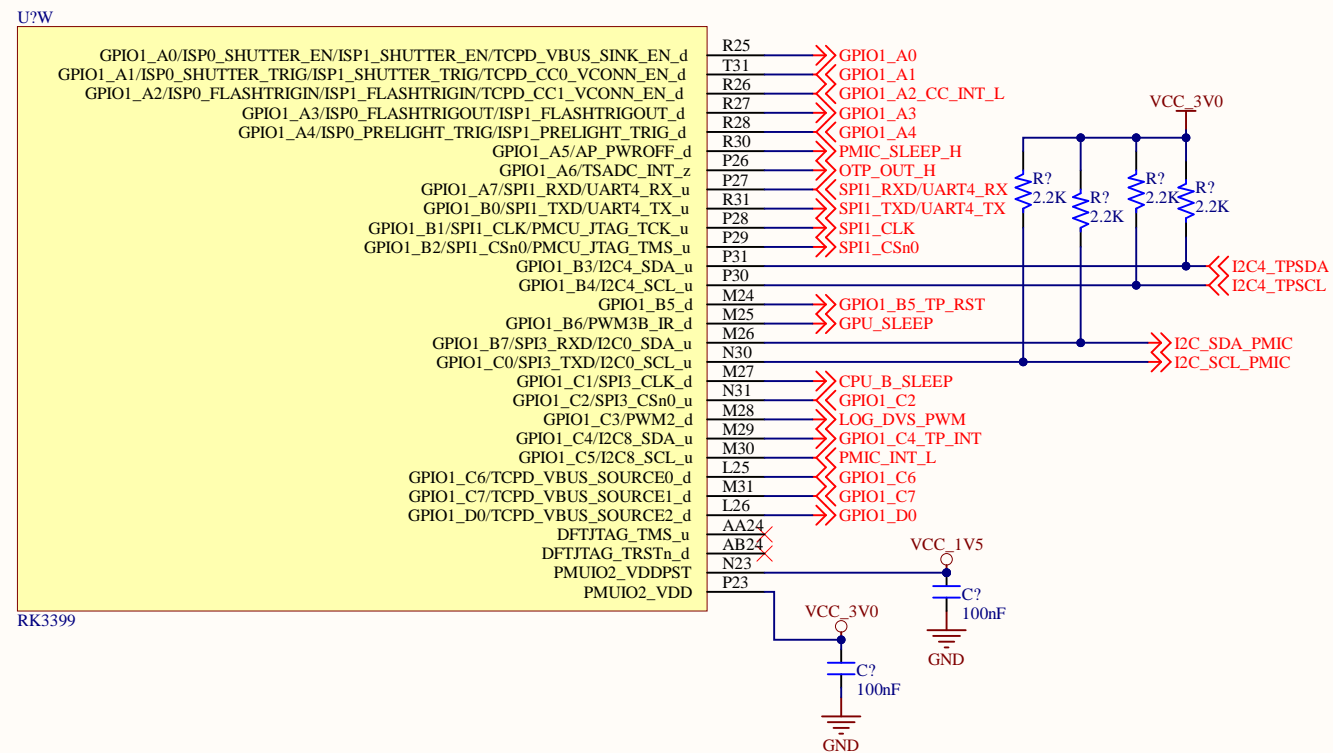 U?W
GPIO1_A0/ISP0_SHUTTER_EN/ISP1_SHUTTER_EN/TCPD_VBUS_SINK_EN_d R25 GPIO1_A0
GPIO1_A1/ISP0_SHUTTER_TRIG/ISP1_SHUTTER_TRIG/TCPD_CC0_VCONN_EN_d T31 GPIO1_A1
GPIO1_A2/ISP0_FLASHTRIGIN/ISP1_FLASHTRIGIN/TCPD_CC1_VCONN_EN_d R26 GPIO1_A2_CC_INT_L
GPIO1_A3/ISP0_FLASHTRIGOUT/ISP1_FLASHTRIGOUT_d R27 GPIO1_A3
GPIO1_A4/ISP0_PRELIGHT_TRIG/ISP1_PRELIGHT_TRIG_d R28 GPIO1_A4
GPIO1_A5/AP_PWROFF_d R30 PMIC_SLEEP_H
GPIO1_A6/TSADC_INT_z P26 OTP_OUT_H
GPIO1_A7/SPI1_RXD/UART4_RX_u P27 SPI1_RXD/UART4_RX
GPIO1_B0/SPI1_TXD/UART4_TX_u R31 SPI1_TXD/UART4_TX
GPIO1_B1/SPI1_CLK/PMCU_JTAG_TCK_u P28 SPI1_CLK
GPIO1_B2/SPI1_CSn0/PMCU_JTAG_TMS_u P29 SPI1_CSn0
GPIO1_B3/I2C4_SDA_u P31 I2C4_TPSDA
GPIO1_B4/I2C4_SCL_u P30 I2C4_TPSCL
GPIO1_B5_d M24 GPIO1_B5_TP_RST
GPIO1_B6/PWM3B_IR_d M25 GPU_SLEEP
GPIO1_B7/SPI3_RXD/I2C0_SDA_u M26 I2C_SDA_PMIC
GPIO1_C0/SPI3_TXD/I2C0_SCL_u N30 I2C_SCL_PMIC
GPIO1_C1/SPI3_CLK_d M27 CPU_B_SLEEP
GPIO1_C2/SPI3_CSn0_u N31 GPIO1_C2
GPIO1_C3/PWM2_d M28 LOG_DVS_PWM
GPIO1_C4/I2C8_SDA_u M29 GPIO1_C4_TP_INT
GPIO1_C5/I2C8_SCL_u M30 PMIC_INT_L
GPIO1_C6/TCPD_VBUS_SOURCE0_d L25 GPIO1_C6
GPIO1_C7/TCPD_VBUS_SOURCE1_d M31 GPIO1_C7
GPIO1_D0/TCPD_VBUS_SOURCE2_d L26 GPIO1_D0
DFTJTAG_TMS_u AA24
DFTJTAG_TRSTn_d AB24
PMUIO2_VDDPST N23
PMUIO2_VDD P23
RK3399
VCC_3V0
R?
2.2K
R?
2.2K
R?
2.2K
R?
2.2K
VCC_1V5
C?
100nF
GND
VCC_3V0
C?
100nF
GND